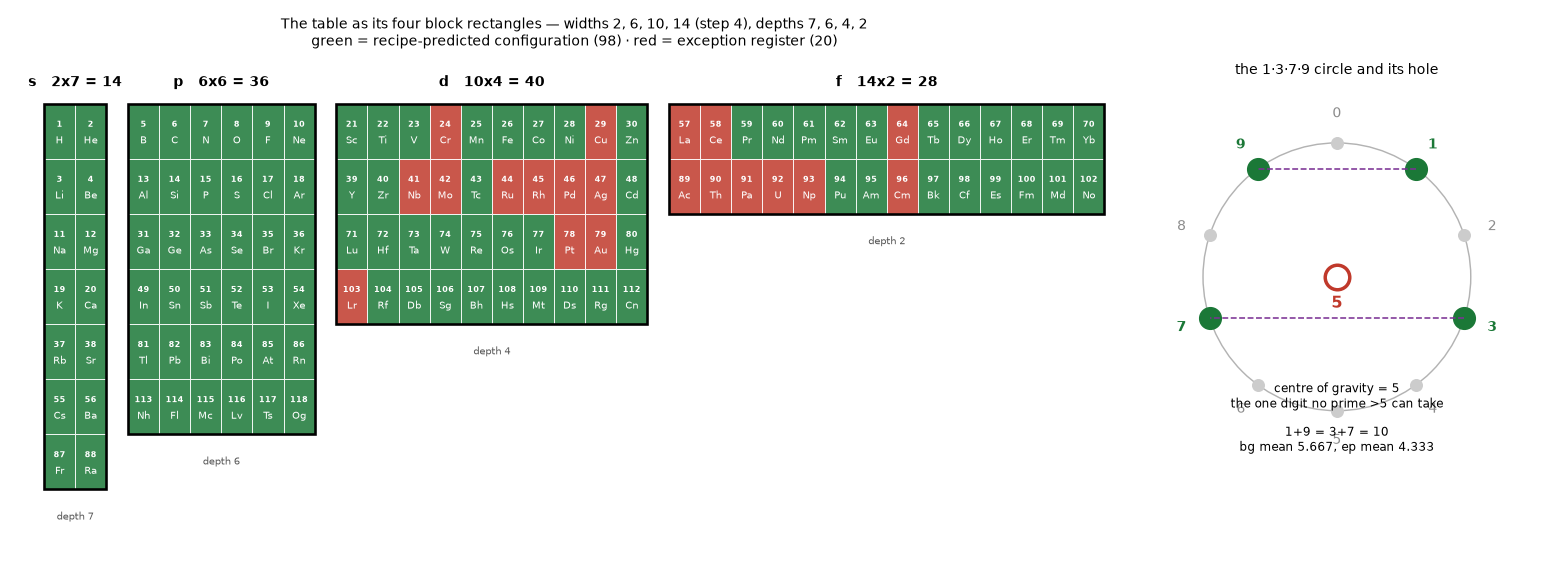 The table as its four block rectangles — widths 2, 6, 10, 14 (step 4), depths 7, 6, 4, 2
green = recipe-predicted configuration (98) · red = exception register (20)
s 2x7 = 14
1 2
H He
3 4
Li Be
11 12
Na Mg
19 20
K Ca
37 38
Rb Sr
55 56
Cs Ba
87 88
Fr Ra
depth 7
p 6x6 = 36
5 6 7 8 9 10
B C N O F Ne
13 14 15 16 17 18
Al Si P S Cl Ar
31 32 33 34 35 36
Ga Ge As Se Br Kr
49 50 51 52 53 54
In Sn Sb Te I Xe
81 82 83 84 85 86
Tl Pb Bi Po At Rn
113 114 115 116 117 118
Nh Fl Mc Lv Ts Og
depth 6
d 10x4 = 40
21 22 23 24 25 26 27 28 29 30
Sc Ti V Cr Mn Fe Co Ni Cu Zn
39 40 41 42 43 44 45 46 47 48
Y Zr Nb Mo Tc Ru Rh Pd Ag Cd
71 72 73 74 75 76 77 78 79 80
Lu Hf Ta W Re Os Ir Pt Au Hg
103 104 105 106 107 108 109 110 111 112
Lr Rf Db Sg Bh Hs Mt Ds Rg Cn
depth 4
f 14x2 = 28
57 58 59 60 61 62 63 64 65 66 67 68 69 70
La Ce Pr Nd Pm Sm Eu Gd Tb Dy Ho Er Tm Yb
89 90 91 92 93 94 95 96 97 98 99 100 101 102
Ac Th Pa U Np Pu Am Cm Bk Cf Es Fm Md No
depth 2
the 1·3·7·9 circle and its hole
0
9 1
8 2
5
7 3
centre of gravity = 5
6 4
the one digit no prime >5 can take
1+9 = 3+7 = 10
5
bg mean 5.667, ep mean 4.333